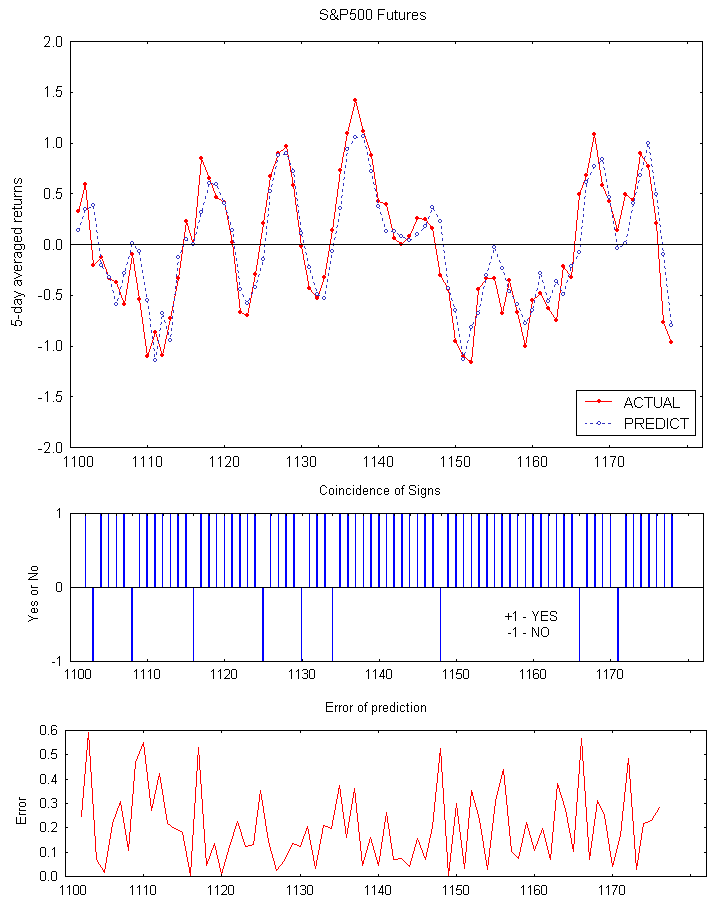 S&P500 Futures
2.0
1.5
1.0
0.5
0.0
-0.5
-1.0
-1.5
-2.0
5-day averaged returns
ACTUAL
PREDICT
1100 1110 1120 1130 1140 1150 1160 1170
Coincidence of Signs
1
0
-1
Yes or No
+1 - YES
-1 - NO
1100 1110 1120 1130 1140 1150 1160 1170
Error of prediction
0.6
0.5
0.4
0.3
0.2
0.1
0.0
Error
1100 1110 1120 1130 1140 1150 1160 1170